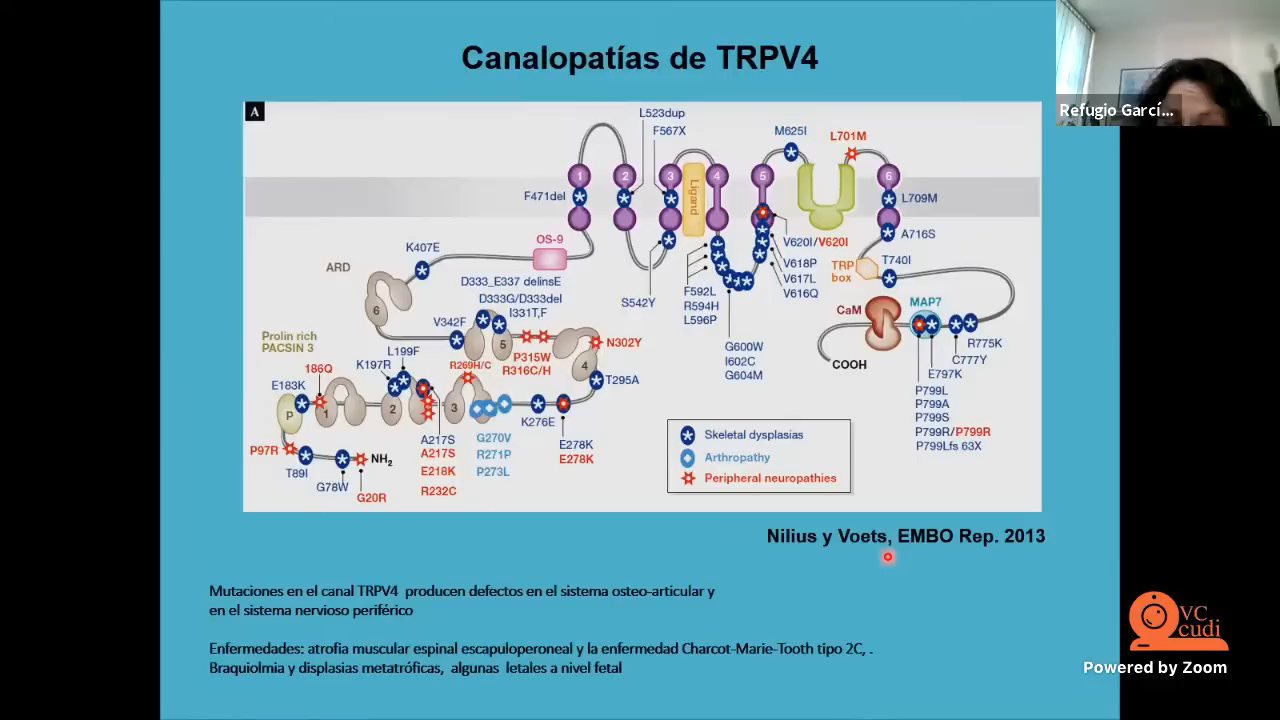 Canalopatías de TRPV4
Refugio Garcí...
A
L523dup
F567X
M625I
L701M
1
2
3
4
5
6
Ligand
F471del
L709M
OS-9
K407E
ARD
V620I/V620I
A716S
V618P
V617L
V616Q
TRP
box
T740I
D333_E337 delinsE
D333G/D333del
I331T,F
S542Y
F592L
R594H
L596P
CaM
MAP7
6
V342F
5
Prolin rich
PACSIN 3
L199F
K197R
R269H/C
P315W
R316C/H
N302Y
4
G600W
I602C
G604M
COOH
R775K
C777Y
E797K
186Q
E183K
T295A
P
1
2
3
P799L
P799A
P799S
P799R/P799R
P799Lfs 63X
K276E
E278K
E278K
A217S
A217S
E218K
R232C
G270V
R271P
P273L
P97R
T89I
G78W
NH2
G20R
Skeletal dysplasias
Arthropathy
Peripheral neuropathies
Nilius y Voets, EMBO Rep. 2013
Mutaciones en el canal TRPV4 producen defectos en el sistema osteo-articular y
en el sistema nervioso periférico
Enfermedades: atrofia muscular espinal escapuloperoneal y la enfermedad Charcot-Marie-Tooth tipo 2C, .
Braquiolmia y displasias metatróficas, algunas letales a nivel fetal
VC
cudi
Powered by Zoom